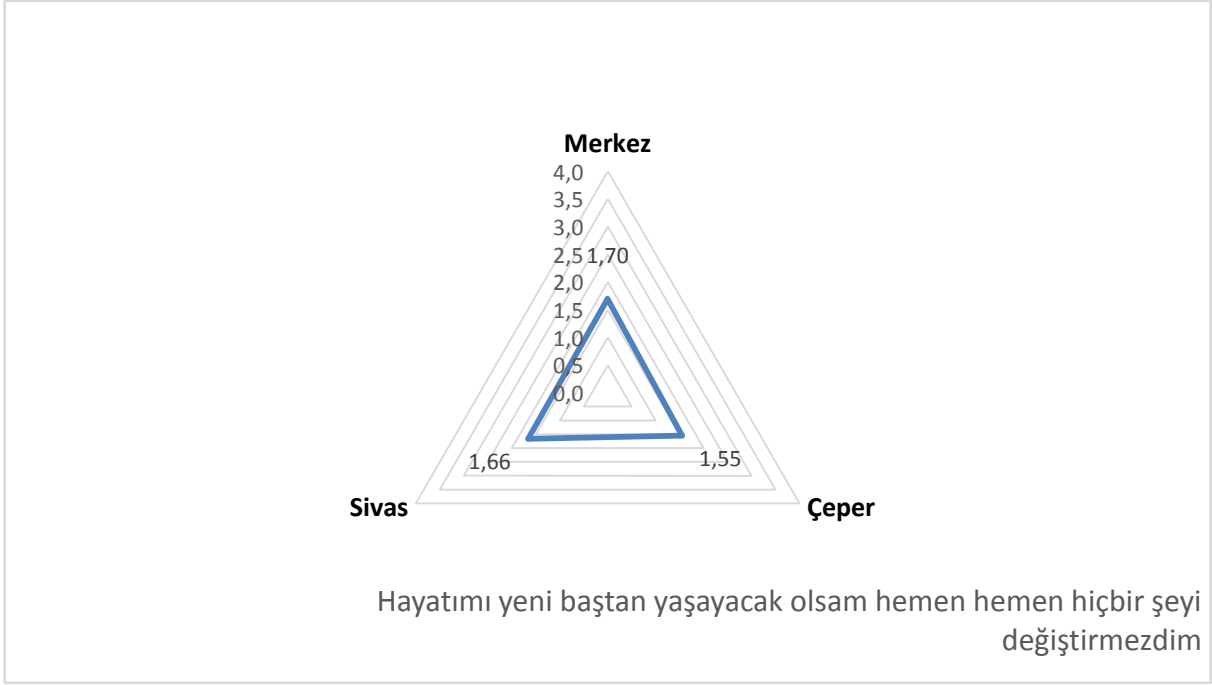 Merkez
4,0
3,5
3,0
2,5 1,70
2,0
1,5
1,0
0,5
0,0
1,66 1,55
Sivas Çeper
Hayatımı yeni baştan yaşayacak olsam hemen hemen hiçbir şeyi
değiştirmezdim